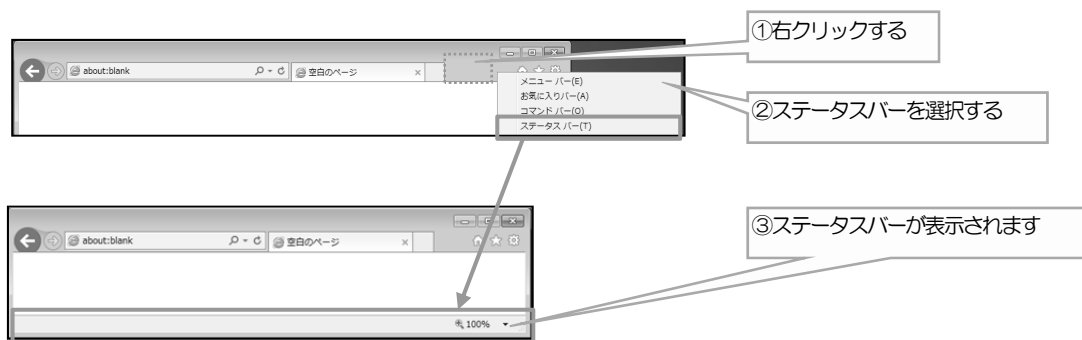 ①右クリックする
about:blank
空白のページ
×
メニュー バー(E)
お気に入りバー(A)
コマンド バー(O)
ステータス バー(T)
②ステータスバーを選択する
about:blank
空白のページ
×
③ステータスバーが表示されます
100%